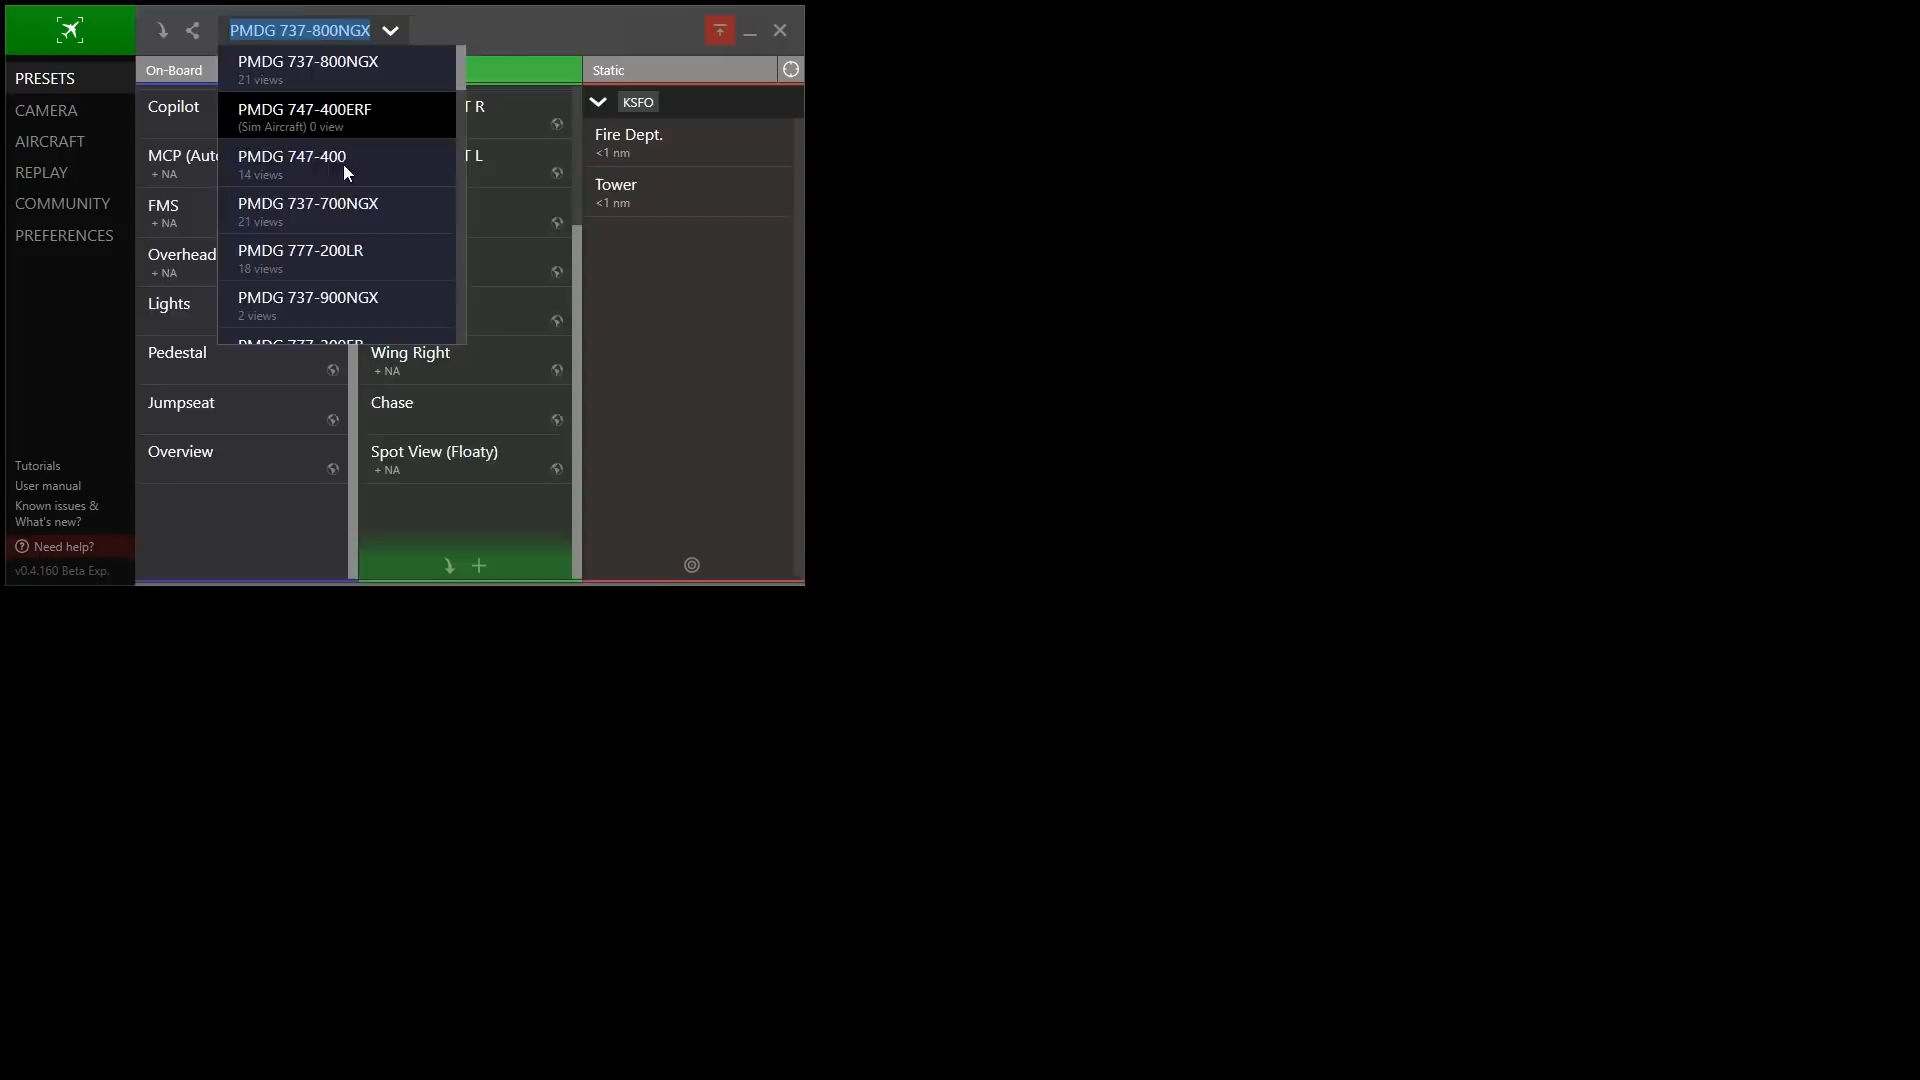 PMDG 737-800NGX
PRESETS
CAMERA
AIRCRAFT
REPLAY
COMMUNITY
PREFERENCES
Tutorials
User manual
Known issues &
What's new?
Need help?
v0.4.160 Beta Exp.
On-Board
Copilot
MCP (Auto
+ NA
FMS
+ NA
Overhead
+ NA
Lights
Pedestal
Jumpseat
Overview
PMDG 737-800NGX
21 views
PMDG 747-400ERF
(Sim Aircraft) 0 view
PMDG 747-400
14 views
PMDG 737-700NGX
21 views
PMDG 777-200LR
18 views
PMDG 737-900NGX
2 views
T R
T L
Wing Right
+ NA
Chase
Spot View (Floaty)
+ NA
Static
KSFO
Fire Dept.
<1 nm
Tower
<1 nm